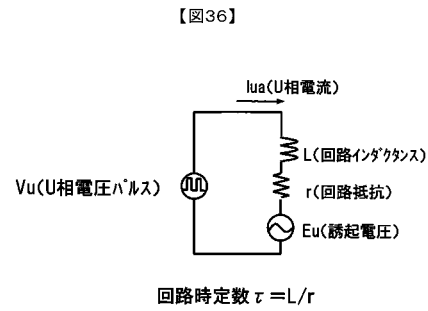 【図36】
Iua(U相電流)
L(回路ｲﾝﾀﾞｸﾀﾝｽ)
Vu(U相電圧ﾊﾟﾙｽ)
r(回路抵抗)
Eu(誘起電圧)
回路時定数τ=L/r